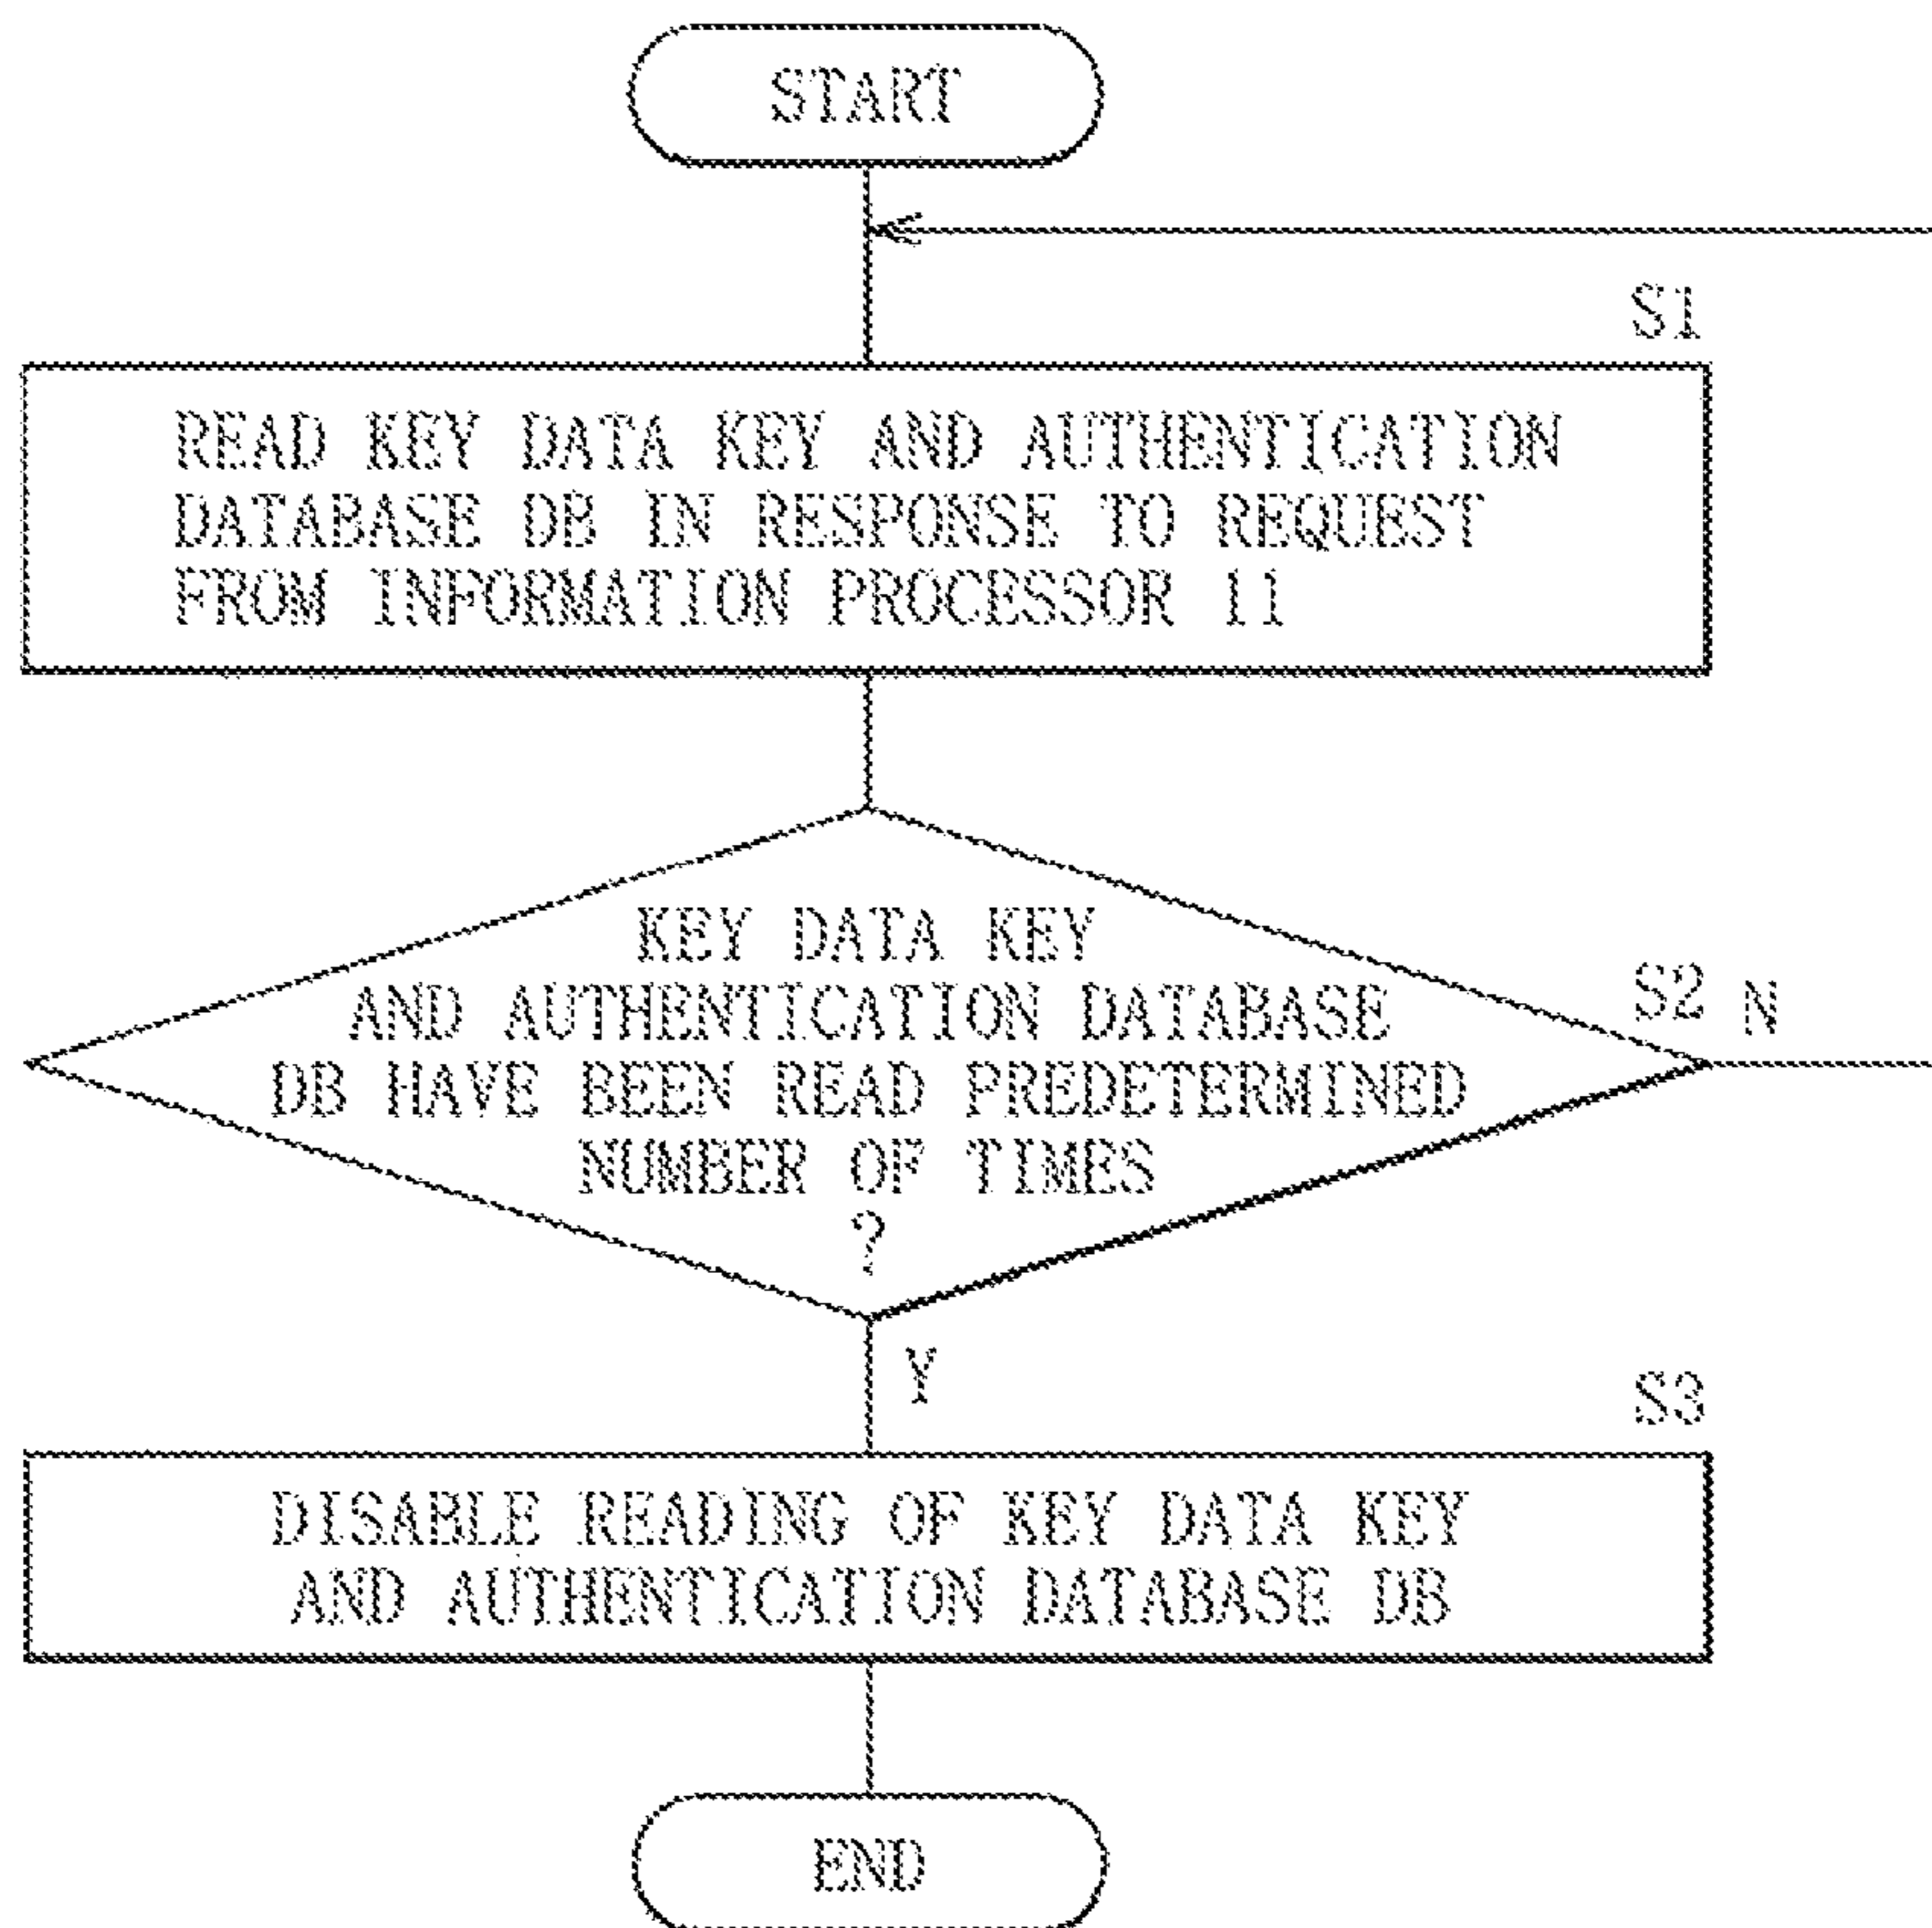 START
S1
READ KEY DATA KEY AND AUTHENTICATION
DATABASE DB IN RESPONSE TO REQUEST
FROM INFORMATION PROCESSOR 11
KEY DATA KEY
AND AUTHENTICATION DATABASE
DB HAVE BEEN READ PREDETERMINED
NUMBER OF TIMES
?
S2 N
Y
S3
DISABLE READING OF KEY DATA KEY
AND AUTHENTICATION DATABASE DB
END